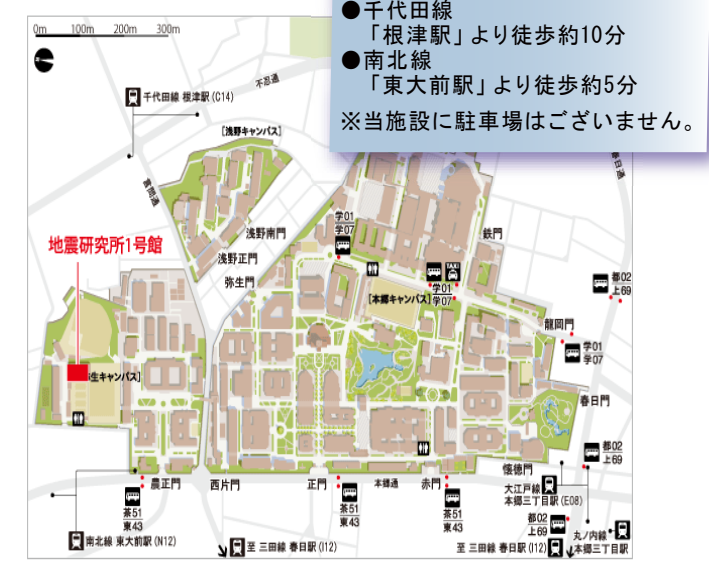 ●千代田線
「根津駅」より徒歩約10分
●南北線
「東大前駅」より徒歩約5分
※当施設に駐車場はございません。
0m 100m 200m 300m
不忍通
千代田線 根津駅(C14)
[浅野キャンパス]
春日通
言問通
学01
学07
浅野南門
鉄門
地震研究所1号館
浅野正門
弥生門
TAXI
学01
学07
都02
上69
[本郷キャンパス]
龍岡門
学01
学07
生キャンパス]
春日門
都02
上69
懐徳門
農正門
西片門
正門
本郷通
赤門
大江戸線
本郷三丁目駅(E08)
茶51
東43
茶51
東43
茶51
東43
都02
上69
丸ノ内線
本郷三丁目駅
南北線 東大前駅(N12)
至 三田線 春日駅(I12)
至 三田線 春日駅(I12)